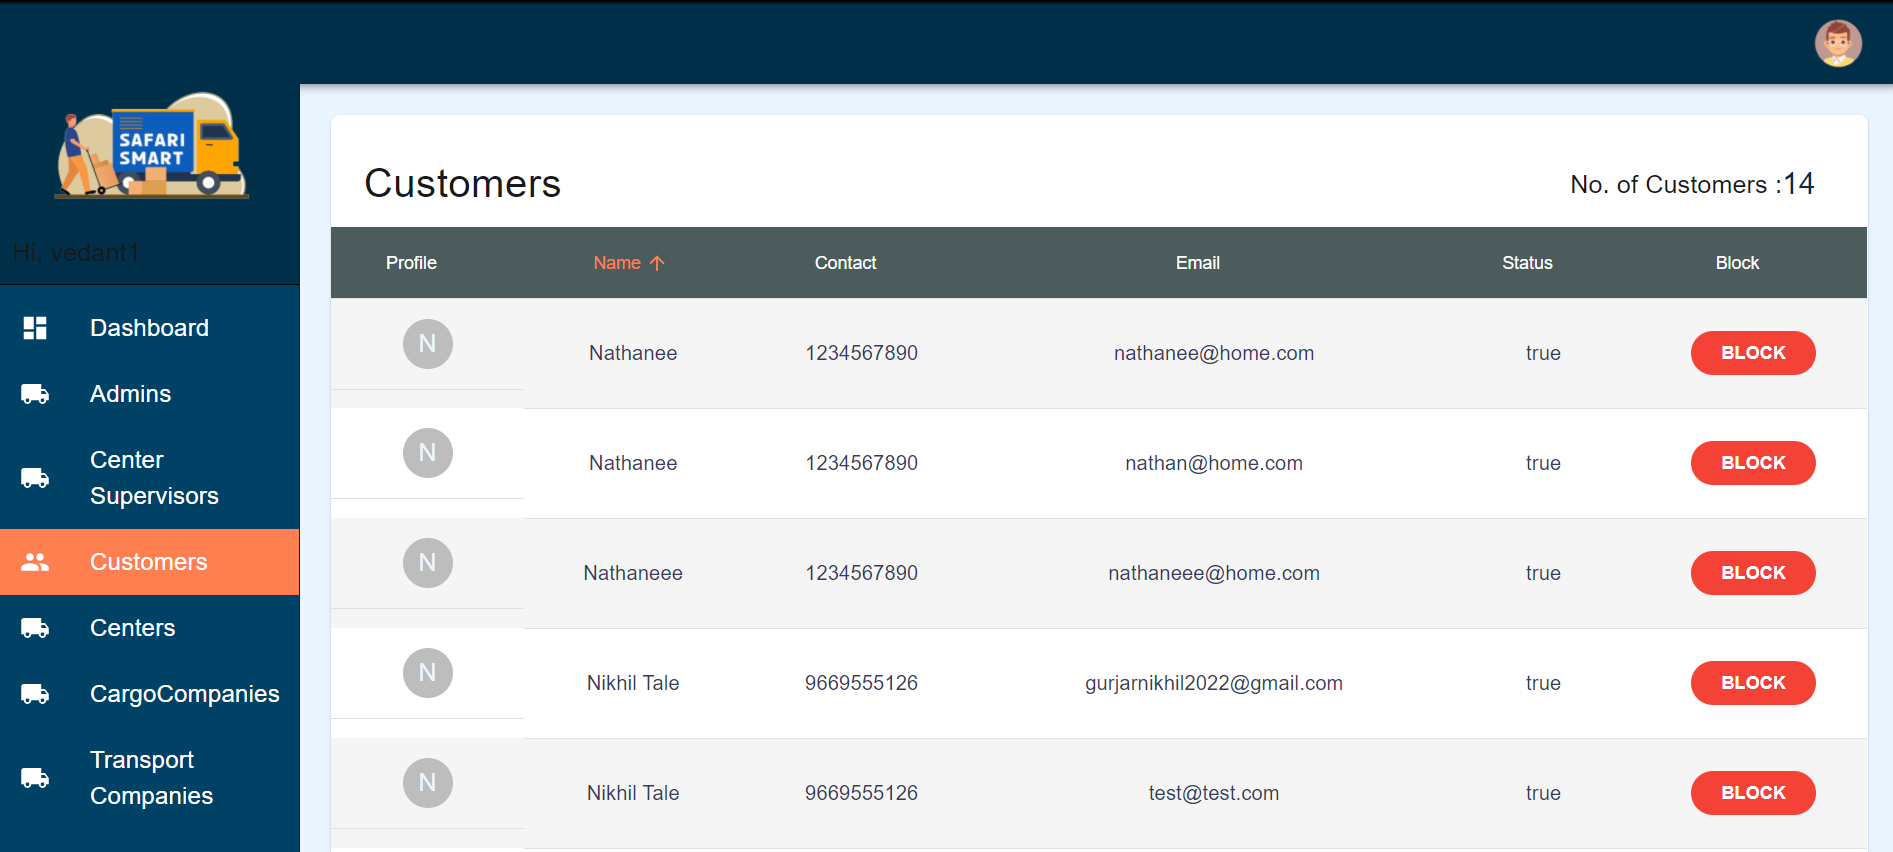 SAFARI
SMART
Hi, vedant1
Dashboard
Admins
Center
Supervisors
Customers
Centers
CargoCompanies
Transport
Companies
Customers
No. of Customers :14
Profile Name Contact Email Status Block
N Nathanee 1234567890 nathanee@home.com true BLOCK
N Nathanee 1234567890 nathan@home.com true BLOCK
N Nathaneee 1234567890 nathaneee@home.com true BLOCK
N Nikhil Tale 9669555126 gurjarnikhil2022@gmail.com true BLOCK
N Nikhil Tale 9669555126 test@test.com true BLOCK